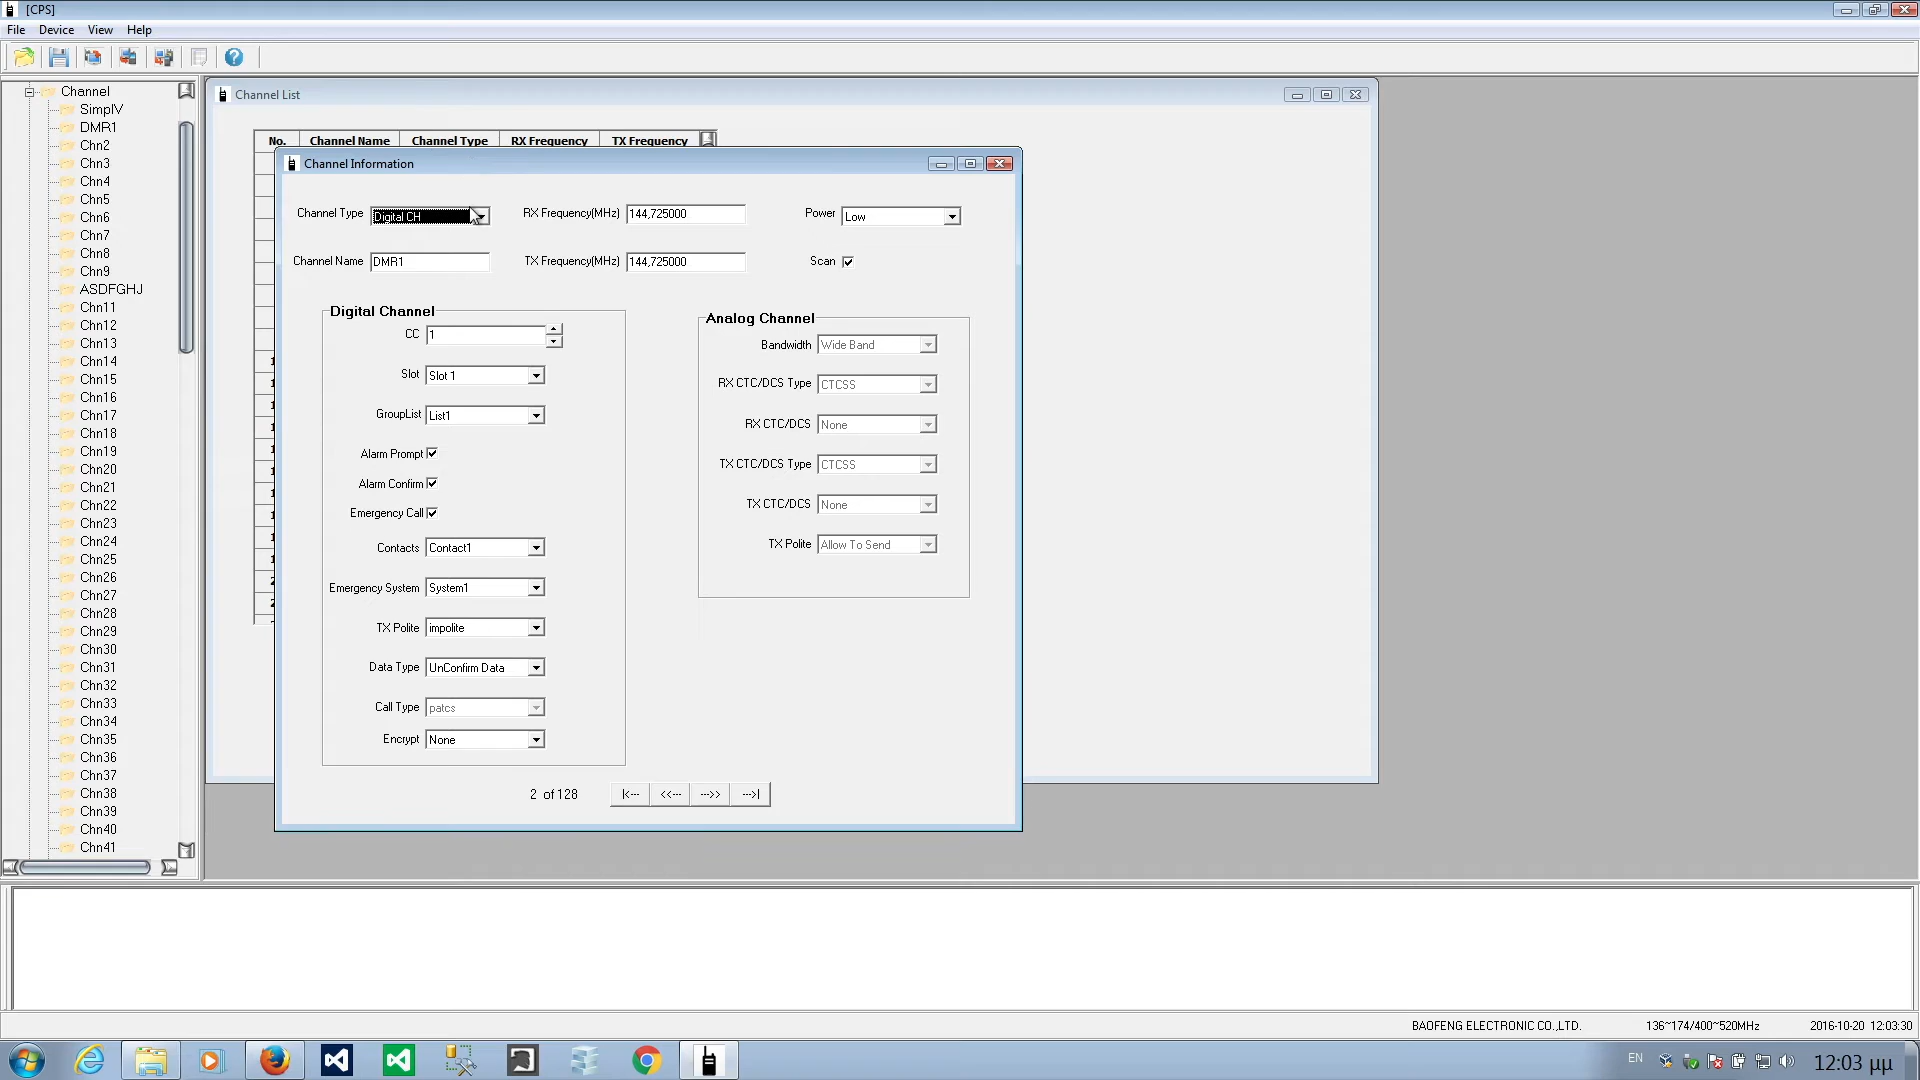 [CPS]
File Device View Help
Channel
SimplV
DMR1
Chn2
Chn3
Chn4
Chn5
Chn6
Chn7
Chn8
Chn9
ASDFGHJ
Chn11
Chn12
Chn13
Chn14
Chn15
Chn16
Chn17
Chn18
Chn19
Chn20
Chn21
Chn22
Chn23
Chn24
Chn25
Chn26
Chn27
Chn28
Chn29
Chn30
Chn31
Chn32
Chn33
Chn34
Chn35
Chn36
Chn37
Chn38
Chn39
Chn40
Chn41
Channel List
No. Channel Name Channel Type RX Frequency TX Frequency
Channel Information
Channel Type Digital CH RX Frequency(MHz) 144,725000 Power Low
Channel Name DMR1 TX Frequency(MHz) 144,725000 Scan
Digital Channel
CC 1
Slot Slot 1
GroupList List1
Alarm Prompt
Alarm Confirm
Emergency Call
Contacts Contact1
Emergency System System1
TX Polite impolite
Data Type UnConfirm Data
Call Type patcs
Encrypt None
Analog Channel
Bandwidth Wide Band
RX CTC/DCS Type CTCSS
RX CTC/DCS None
TX CTC/DCS Type CTCSS
TX CTC/DCS None
TX Polite Allow To Send
2 of 128 |<--- <<--- --->> --->|
BAOFENG ELECTRONIC CO.,LTD. 136~174/400~520MHz 2016-10-20 12:03:30
EN 12:03 μμ